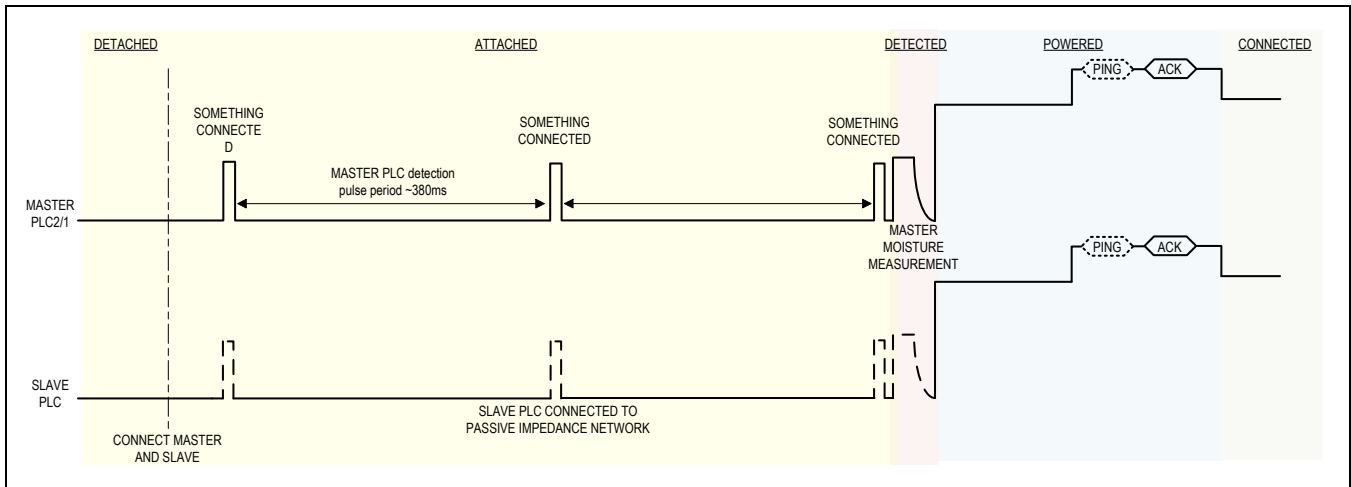 DETACHED
ATTACHED
DETECTED
POWERED
CONNECTED
PING
ACK
SOMETHING
CONNECTE
D
SOMETHING
CONNECTED
SOMETHING
CONNECTED
MASTER PLC detection
pulse period ~380ms
MASTER
PLC2/1
MASTER
MOISTURE
MEASUREMENT
PING
ACK
SLAVE
PLC
SLAVE PLC CONNECTED TO
PASSIVE IMPEDANCE NETWORK
CONNECT MASTER
AND SLAVE